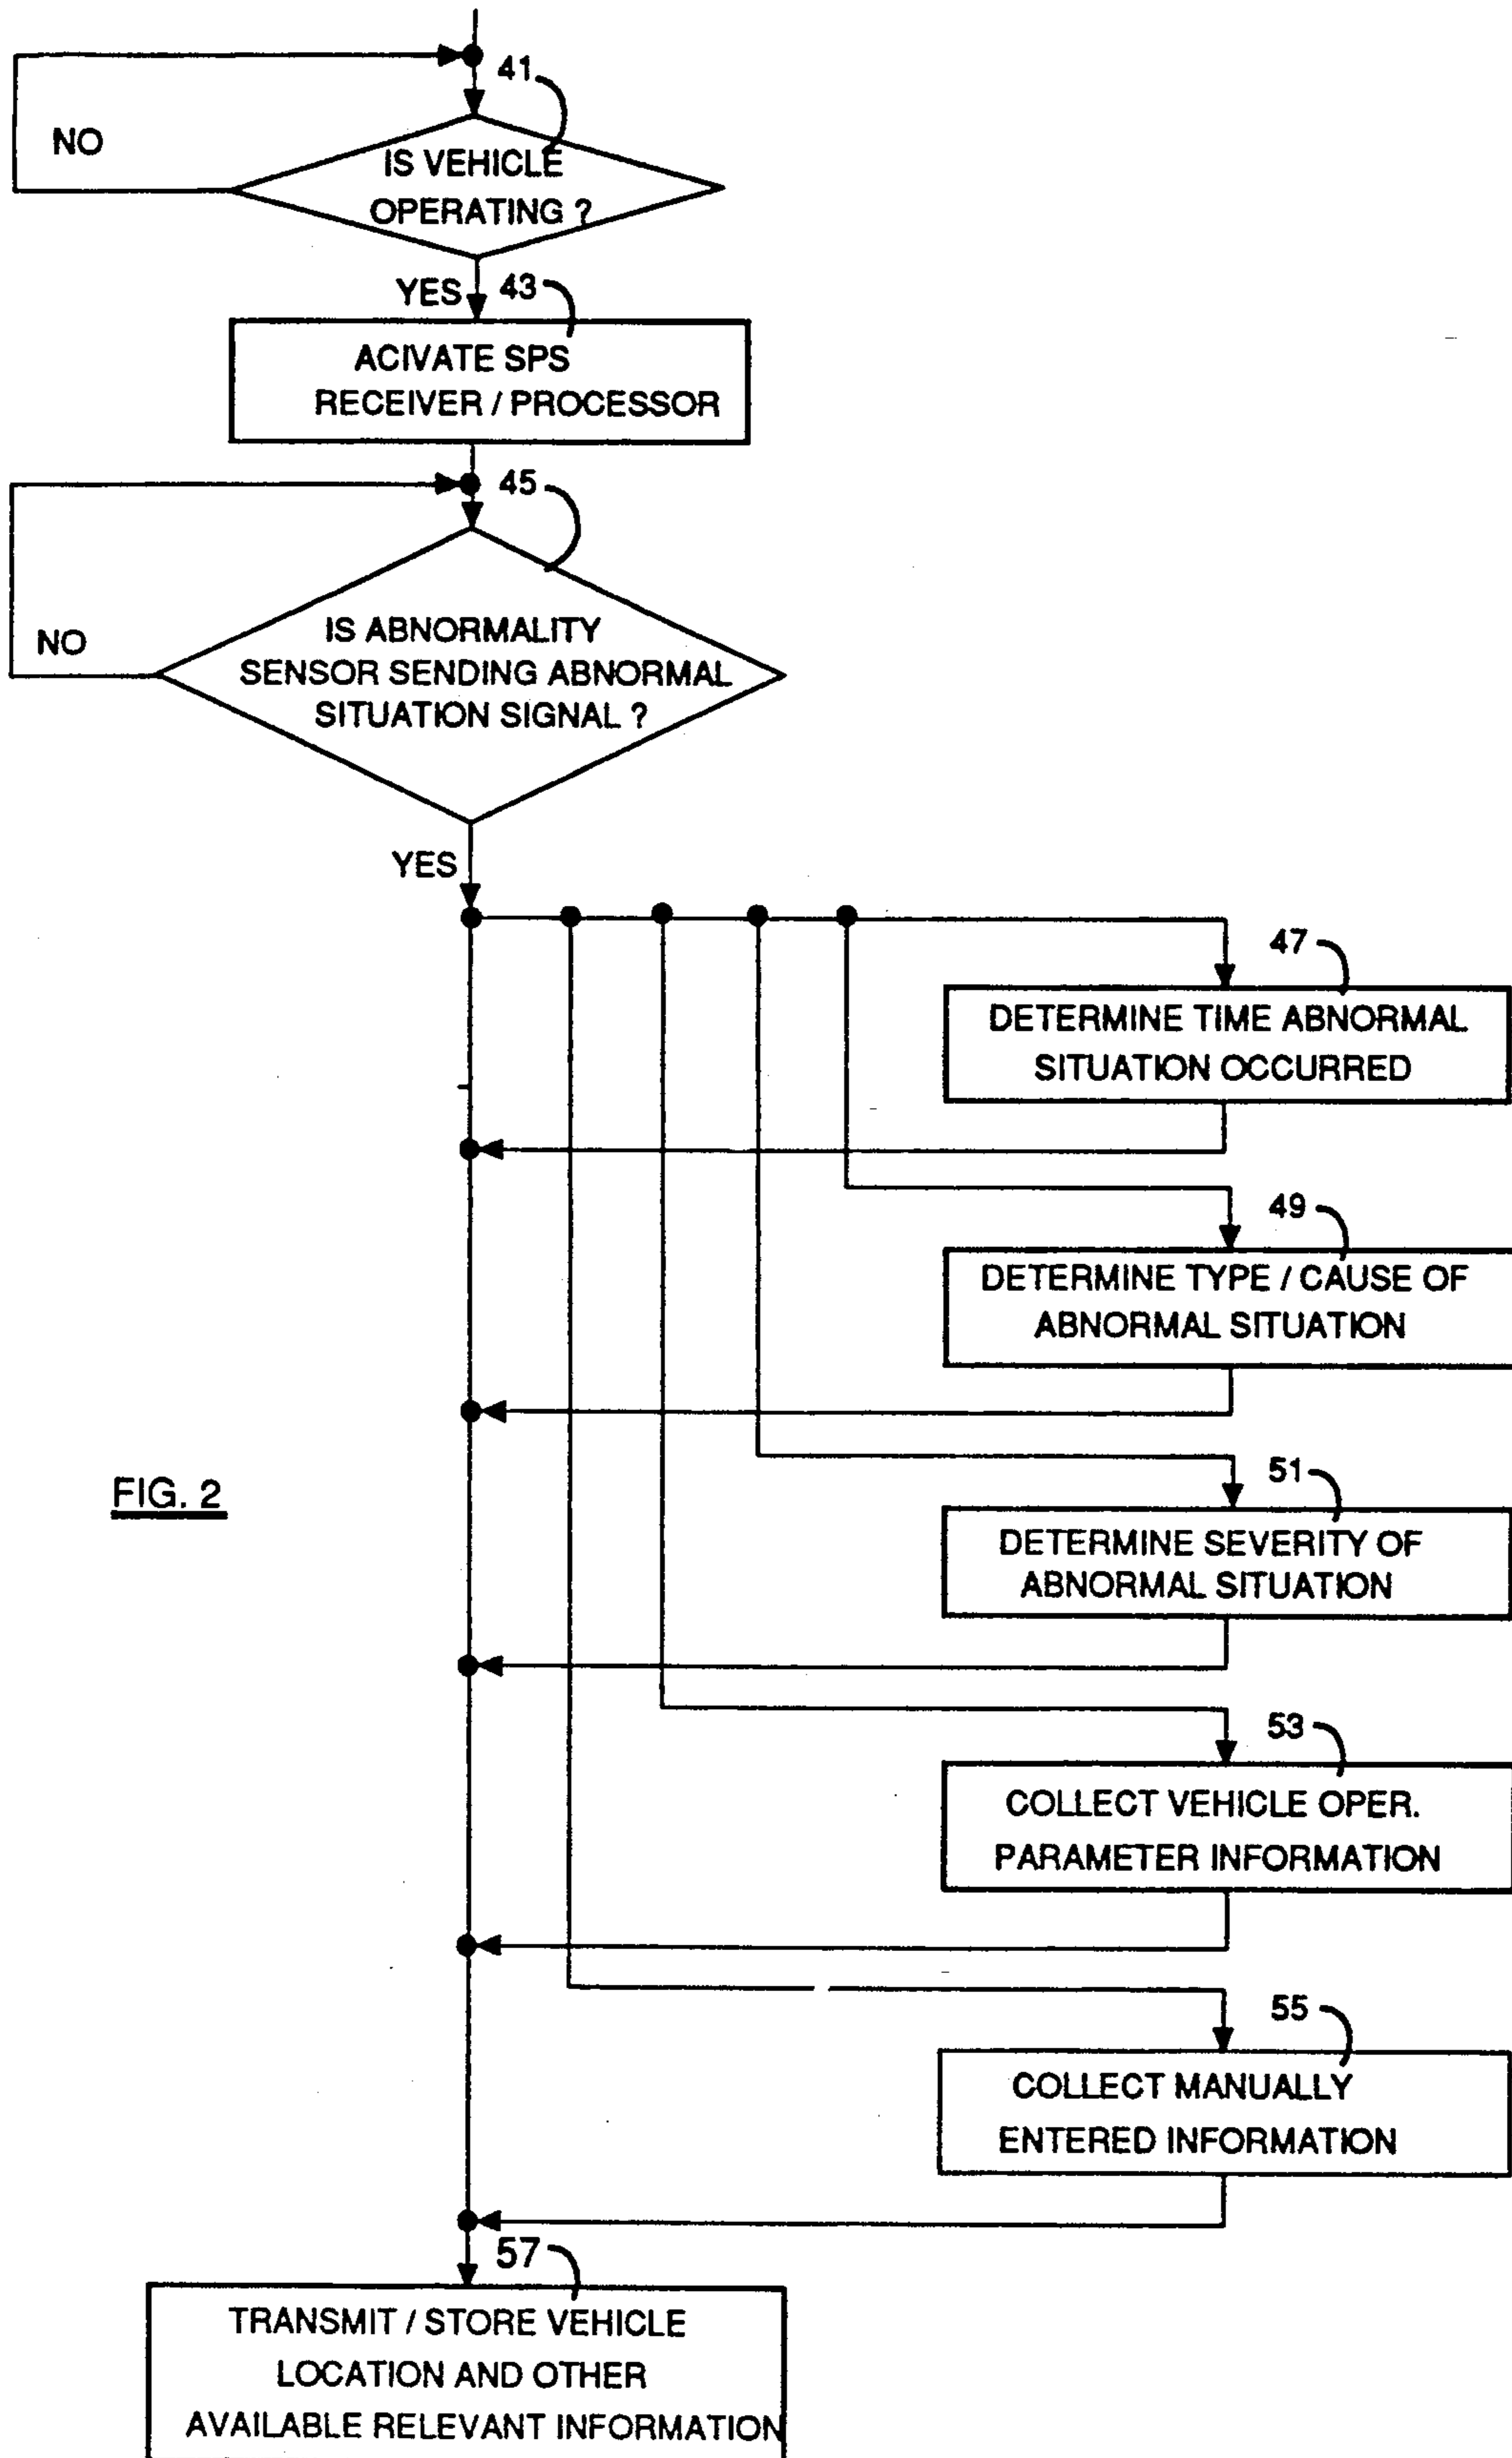 41
NO
IS VEHICLE
OPERATING ?
YES
43
ACIVATE SPS
RECEIVER / PROCESSOR
45
NO
IS ABNORMALITY
SENSOR SENDING ABNORMAL
SITUATION SIGNAL ?
YES
47
DETERMINE TIME ABNORMAL
SITUATION OCCURRED
49
DETERMINE TYPE / CAUSE OF
ABNORMAL SITUATION
FIG. 2
51
DETERMINE SEVERITY OF
ABNORMAL SITUATION
53
COLLECT VEHICLE OPER.
PARAMETER INFORMATION
55
COLLECT MANUALLY
ENTERED INFORMATION
57
TRANSMIT / STORE VEHICLE
LOCATION AND OTHER
AVAILABLE RELEVANT INFORMATION